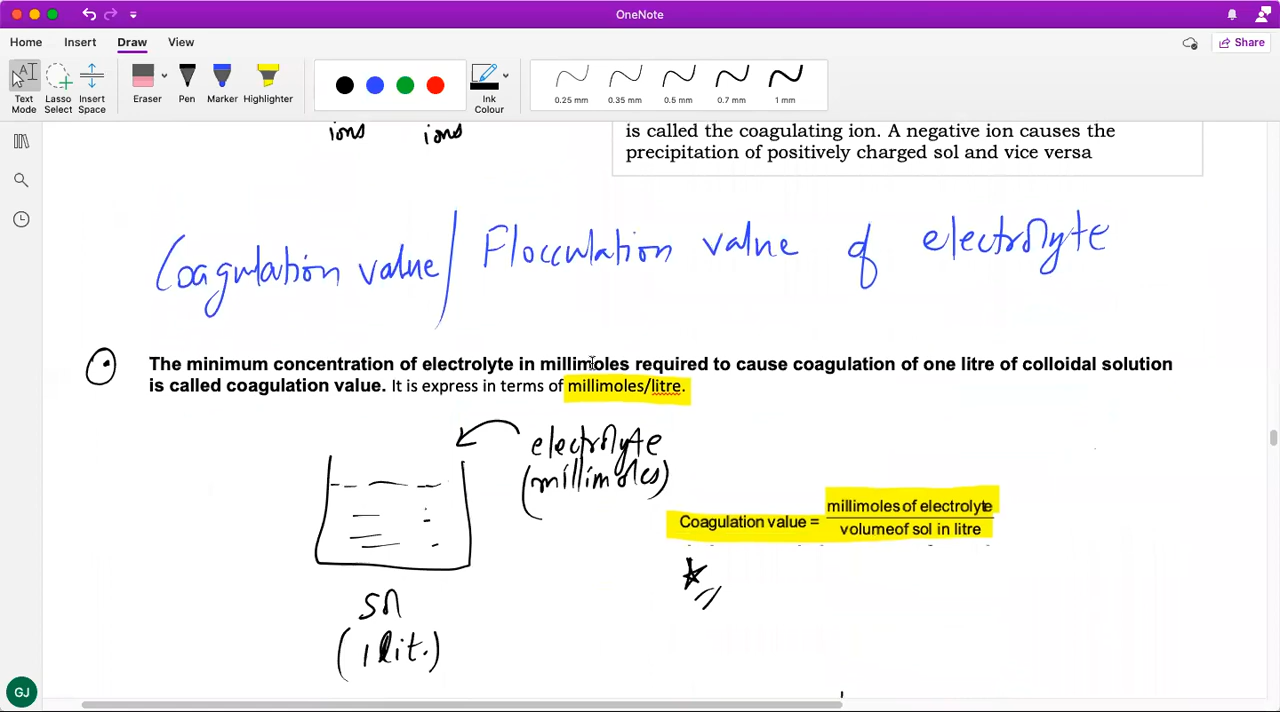 OneNote
Home Insert Draw View
Share
Text Mode
Lasso Select
Insert Space
Eraser
Pen
Marker
Highlighter
Ink Colour
0.25 mm
0.35 mm
0.5 mm
0.7 mm
1 mm
ions ions
is called the coagulating ion. A negative ion causes the
precipitation of positively charged sol and vice versa
Coagulation value / Flocculation value of electrolyte
The minimum concentration of electrolyte in millimoles required to cause coagulation of one litre of colloidal solution
is called coagulation value. It is express in terms of millimoles/litre.
electrolyte
(millimoles)
Coagulation value = millimoles of electrolyte
volumeof sol in litre
sol
(1 lit.)
GJ